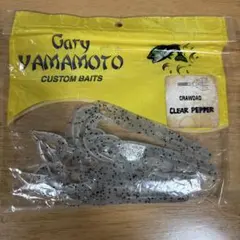 Gary
YAMAMOTO
CUSTOM BAITS
CRAWDAD
CLEAR PEPPER